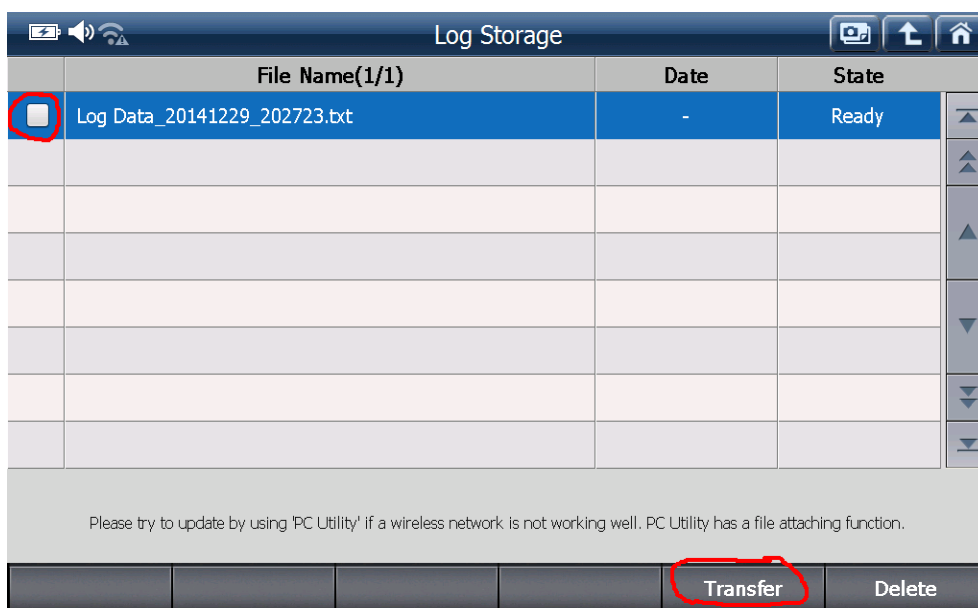 Log Storage
File Name(1/1) Date State
Log Data_20141229_202723.txt - Ready
Please try to update by using 'PC Utility' if a wireless network is not working well. PC Utility has a file attaching function.
Transfer Delete